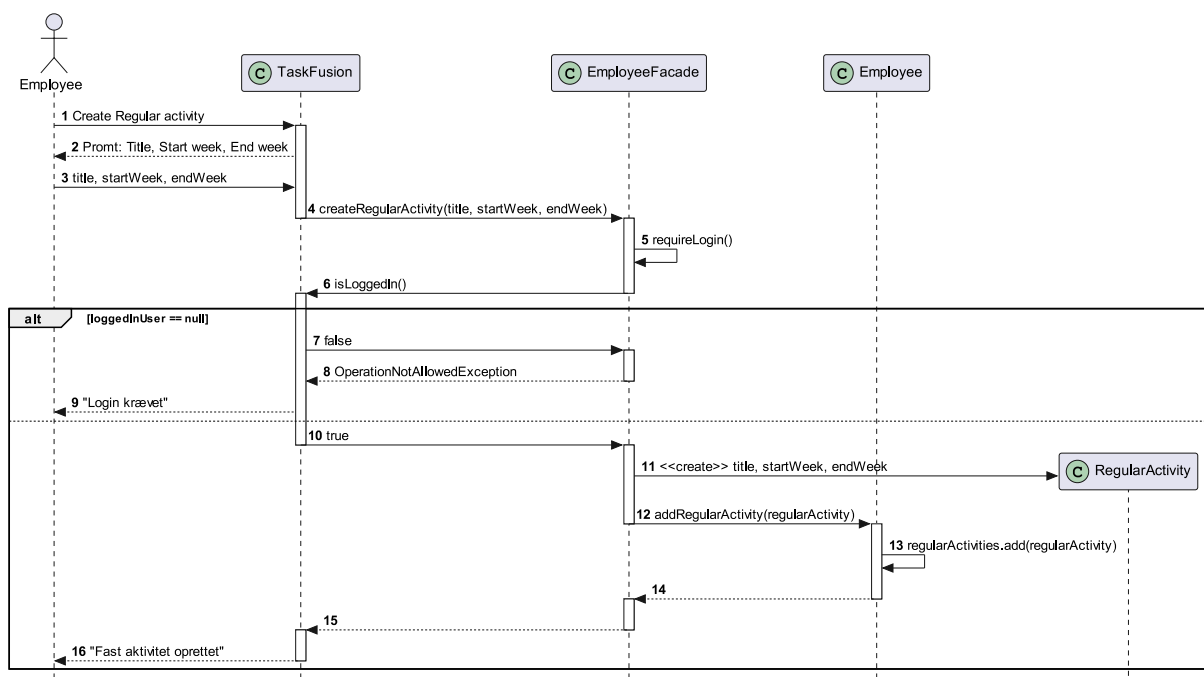 Employee
C TaskFusion
C EmployeeFacade
C Employee
1 Create Regular activity
2 Promt: Title, Start week, End week
3 title, startWeek, endWeek
4 createRegularActivity(title, startWeek, endWeek)
5 requireLogin()
6 isLoggedIn()
alt [loggedInUser == null]
7 false
8 OperationNotAllowedException
9 "Login krævet"
10 true
11 <<create>> title, startWeek, endWeek
C RegularActivity
12 addRegularActivity(regularActivity)
13 regularActivities.add(regularActivity)
14
15
16 "Fast aktivitet oprettet"